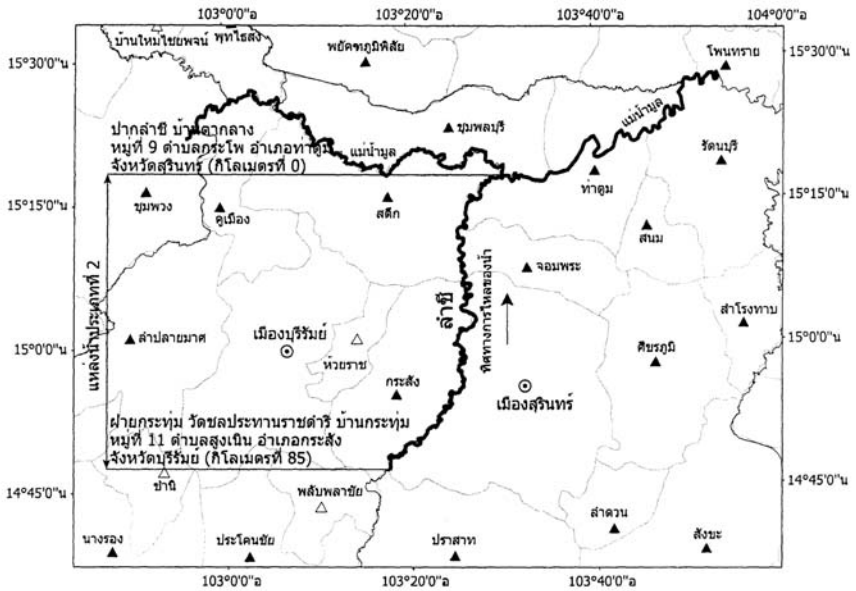 103°0'0"อ
103°20'0"อ
103°40'0"อ
104°0'0"อ
บ้านใหม่ไชยพจน์
พุทไธสง
พยัคฆภูมิพิสัย
โพนทราย
15°30'0"น
15°30'0"น
แม่น้ำมูล
ปากลำชี บ้านตากลาง
หมู่ที่ 9 ตำบลกระโพ อำเภอท่าตูม
จังหวัดสุรินทร์ (กิโลเมตรที่ 0)
แม่น้ำมูล
ชุมพลบุรี
รัตนบุรี
ท่าตูม
15°15'0"น
15°15'0"น
ชุมพวง
คูเมือง
สตึก
สนม
แหล่งน้ำประเภทที่ 2
ลำชี
ทิศทางการไหลของน้ำ
จอมพระ
สำโรงทาบ
15°0'0"น
15°0'0"น
ลำปลายมาศ
เมืองบุรีรัมย์
ห้วยราช
กระสัง
เมืองสุรินทร์
ศีขรภูมิ
ฝายกระทุ่ม วัดชลประทานราชดำริ บ้านกระทุ่ม
หมู่ที่ 11 ตำบลสูงเนิน อำเภอกระสัง
จังหวัดบุรีรัมย์ (กิโลเมตรที่ 85)
14°45'0"น
14°45'0"น
ชำนิ
พลับพลาชัย
ลำดวน
นางรอง
ประโคนชัย
ปราสาท
สังขะ
103°0'0"อ
103°20'0"อ
103°40'0"อ
104°0'0"อ